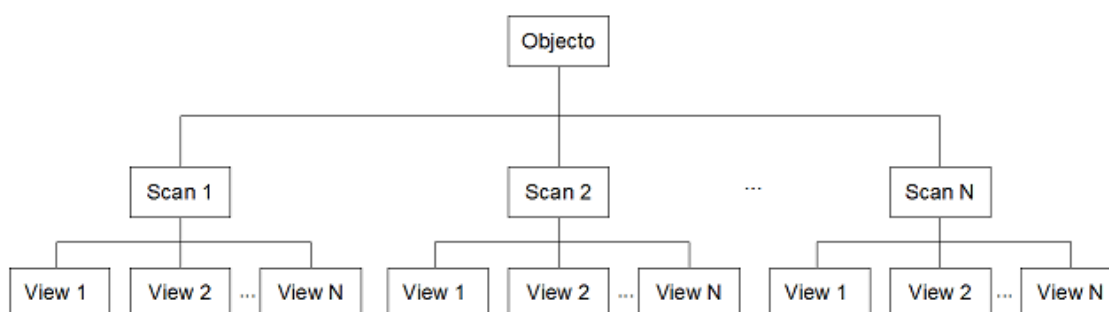 Objecto
Scan 1 Scan 2 ... Scan N
View 1 View 2 ... View N View 1 View 2 ... View N View 1 View 2 ... View N